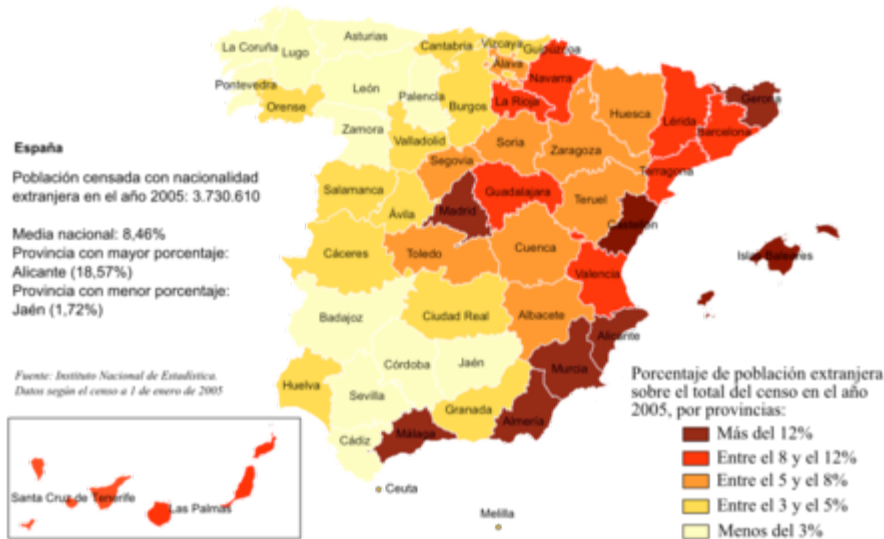 Asturias
La Coruña
Lugo
Cantabria
Vizcaya
Guipúzcoa
Álava
Navarra
Pontevedra
Orense
León
Palencia
Burgos
La Rioja
Huesca
Lérida
Gerona
Barcelona
Zamora
Valladolid
Soria
Zaragoza
Tarragona
Segovia
España
Población censada con nacionalidad
extranjera en el año 2005: 3.730.610
Media nacional: 8,46%
Provincia con mayor porcentaje:
Alicante (18,57%)
Provincia con menor porcentaje:
Jaén (1,72%)
Salamanca
Ávila
Madrid
Guadalajara
Teruel
Castellón
Cáceres
Toledo
Cuenca
Valencia
Islas Baleares
Badajoz
Ciudad Real
Albacete
Alicante
Córdoba
Jaén
Murcia
Huelva
Sevilla
Granada
Almería
Cádiz
Málaga
Fuente: Instituto Nacional de Estadística.
Datos según el censo a 1 de enero de 2005
Santa Cruz de Tenerife
Las Palmas
Ceuta
Melilla
Porcentaje de población extranjera
sobre el total del censo en el año
2005, por provincias:
Más del 12%
Entre el 8 y el 12%
Entre el 5 y el 8%
Entre el 3 y el 5%
Menos del 3%